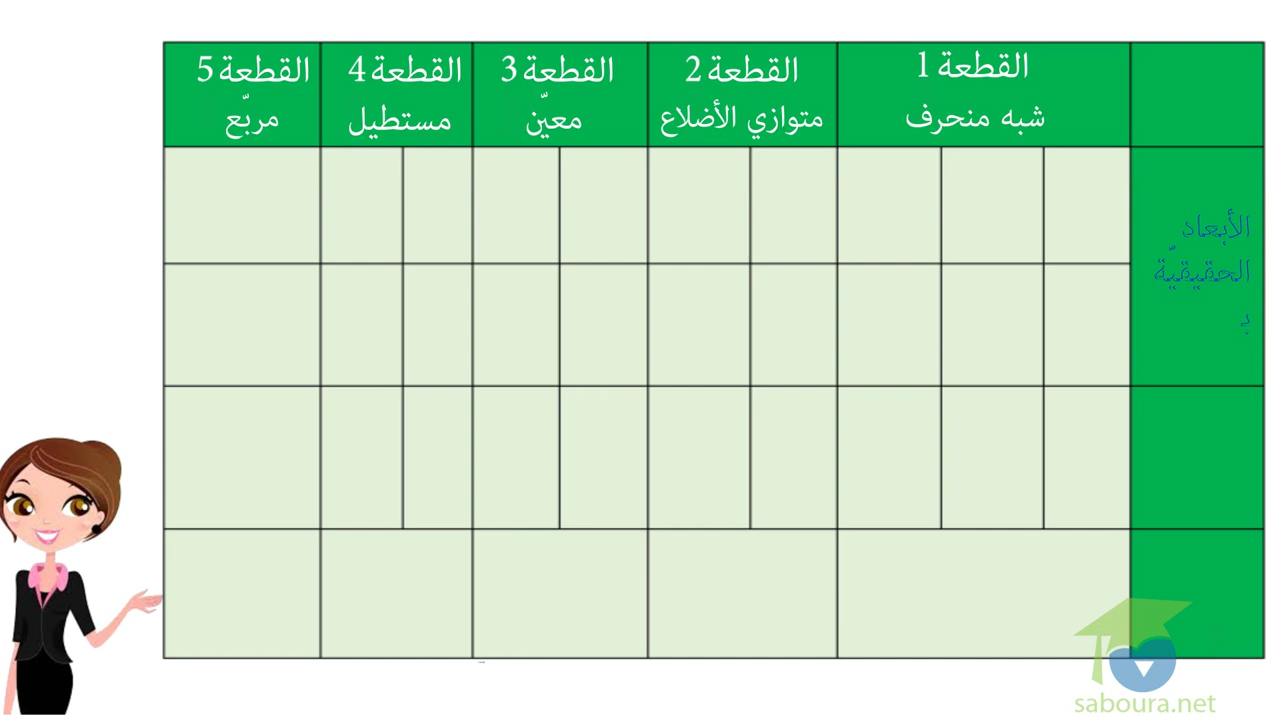 القطعة 1
شبه منحرف
القطعة 2
متوازي الأضلاع
القطعة 3
معيّن
القطعة 4
مستطيل
القطعة 5
مربّع
الأبعاد
الحقيقيّة
بـ
saboura.net